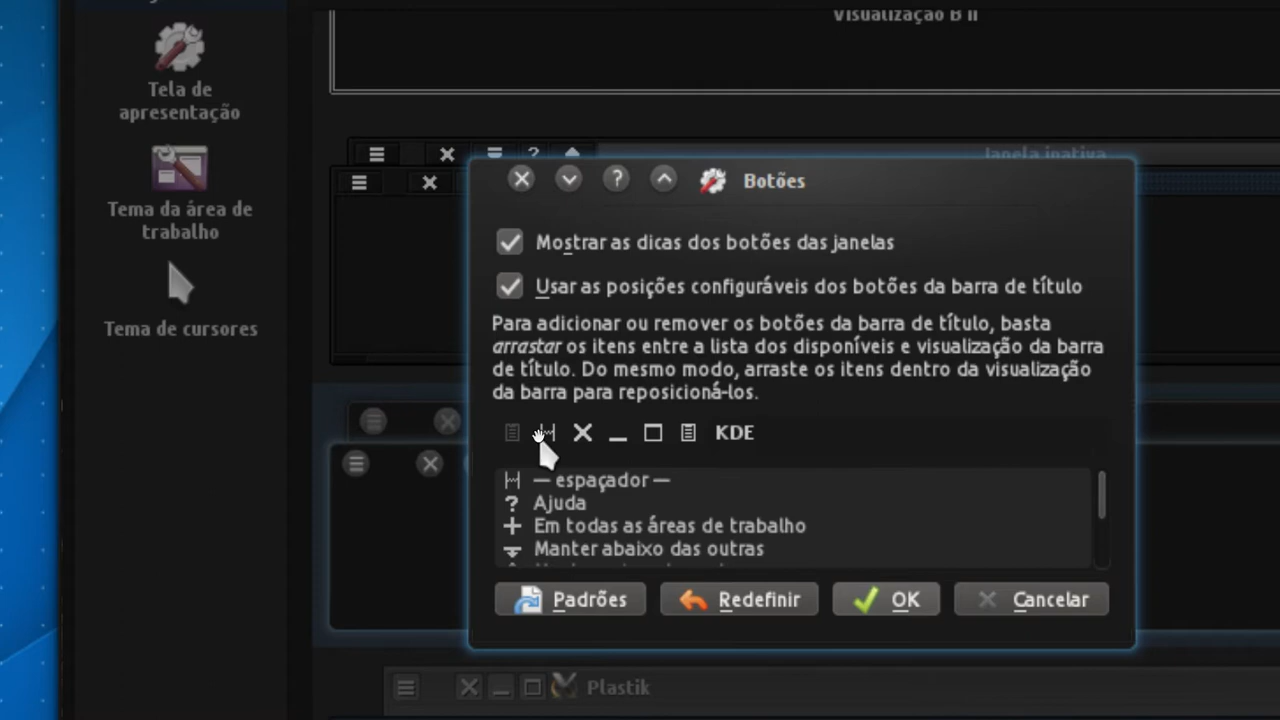 Visualização B II
Tela de
apresentação
Janela inativa
Botões
Tema da área de
trabalho
Mostrar as dicas dos botões das janelas
Usar as posições configuráveis dos botões da barra de título
Tema de cursores
Para adicionar ou remover os botões da barra de título, basta
arrastar os itens entre a lista dos disponíveis e visualização da barra
de título. Do mesmo modo, arraste os itens dentro da visualização
da barra para reposicioná-los.
KDE
— espaçador —
Ajuda
Em todas as áreas de trabalho
Manter abaixo das outras
Padrões
Redefinir
OK
Cancelar
Plastik